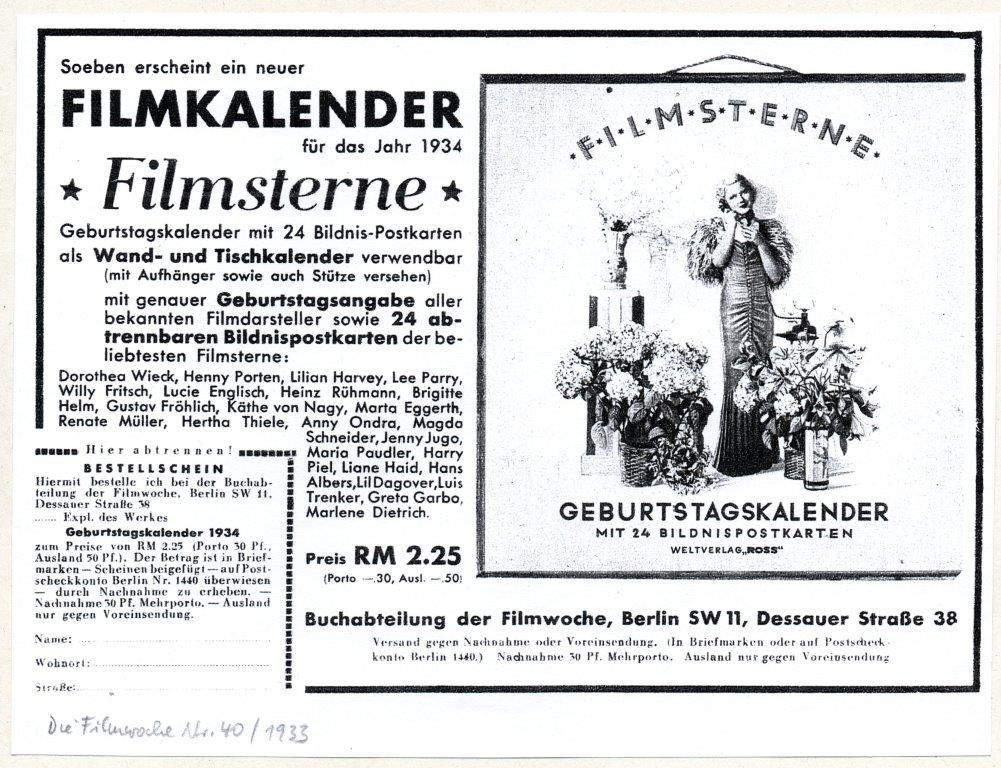 Soeben erscheint ein neuer
FILMKALENDER
für das Jahr 1934
★ Filmsterne ★
Geburtstagskalender mit 24 Bildnis-Postkarten
als Wand- und Tischkalender verwendbar
(mit Aufhänger sowie auch Stütze versehen)
mit genauer Geburtstagsangabe aller
bekannten Filmdarsteller sowie 24 ab-
trennbaren Bildnispostkarten der be-
liebtesten Filmsterne:
Dorothea Wieck, Henny Porten, Lilian Harvey, Lee Parry,
Willy Fritsch, Lucie Englisch, Heinz Rühmann, Brigitte
Helm, Gustav Fröhlich, Käthe von Nagy, Marta Eggerth,
Renate Müller, Hertha Thiele, Anny Ondra, Magda
Schneider, Jenny Jugo,
Maria Paudler, Harry
Piel, Liane Haid, Hans
Albers, Lil Dagover, Luis
Trenker, Greta Garbo,
Marlene Dietrich.
Preis RM 2.25
(Porto —.30, Ausl. —.50)
Hier abtrennen!
BESTELLSCHEIN
Hiermit bestelle ich bei der Buchab-
teilung der Filmwoche, Berlin SW 11,
Dessauer Straße 38
....... Expl. des Werkes
Geburtstagskalender 1934
zum Preise von RM 2.25 (Porto 30 Pf.,
Ausland 50 Pf.). Der Betrag ist in Brief-
marken — Scheinen beigefügt — auf Post-
scheckkonto Berlin Nr. 1440 überwiesen
— durch Nachnahme zu erheben. —
Nachnahme 30 Pf. Mehrporto. — Ausland
nur gegen Voreinsendung.
Name:
Wohnort:
Straße:
F·I·L·M·S·T·E·R·N·E
GEBURTSTAGSKALENDER
MIT 24 BILDNISPOSTKARTEN
WELTVERLAG „ROSS"
Buchabteilung der Filmwoche, Berlin SW 11, Dessauer Straße 38
Versand gegen Nachnahme oder Voreinsendung. (In Briefmarken oder auf Postscheck-
konto Berlin 1440.) Nachnahme 30 Pf. Mehrporto. Ausland nur gegen Voreinsendung
Die Filmwoche Nr. 40 / 1933